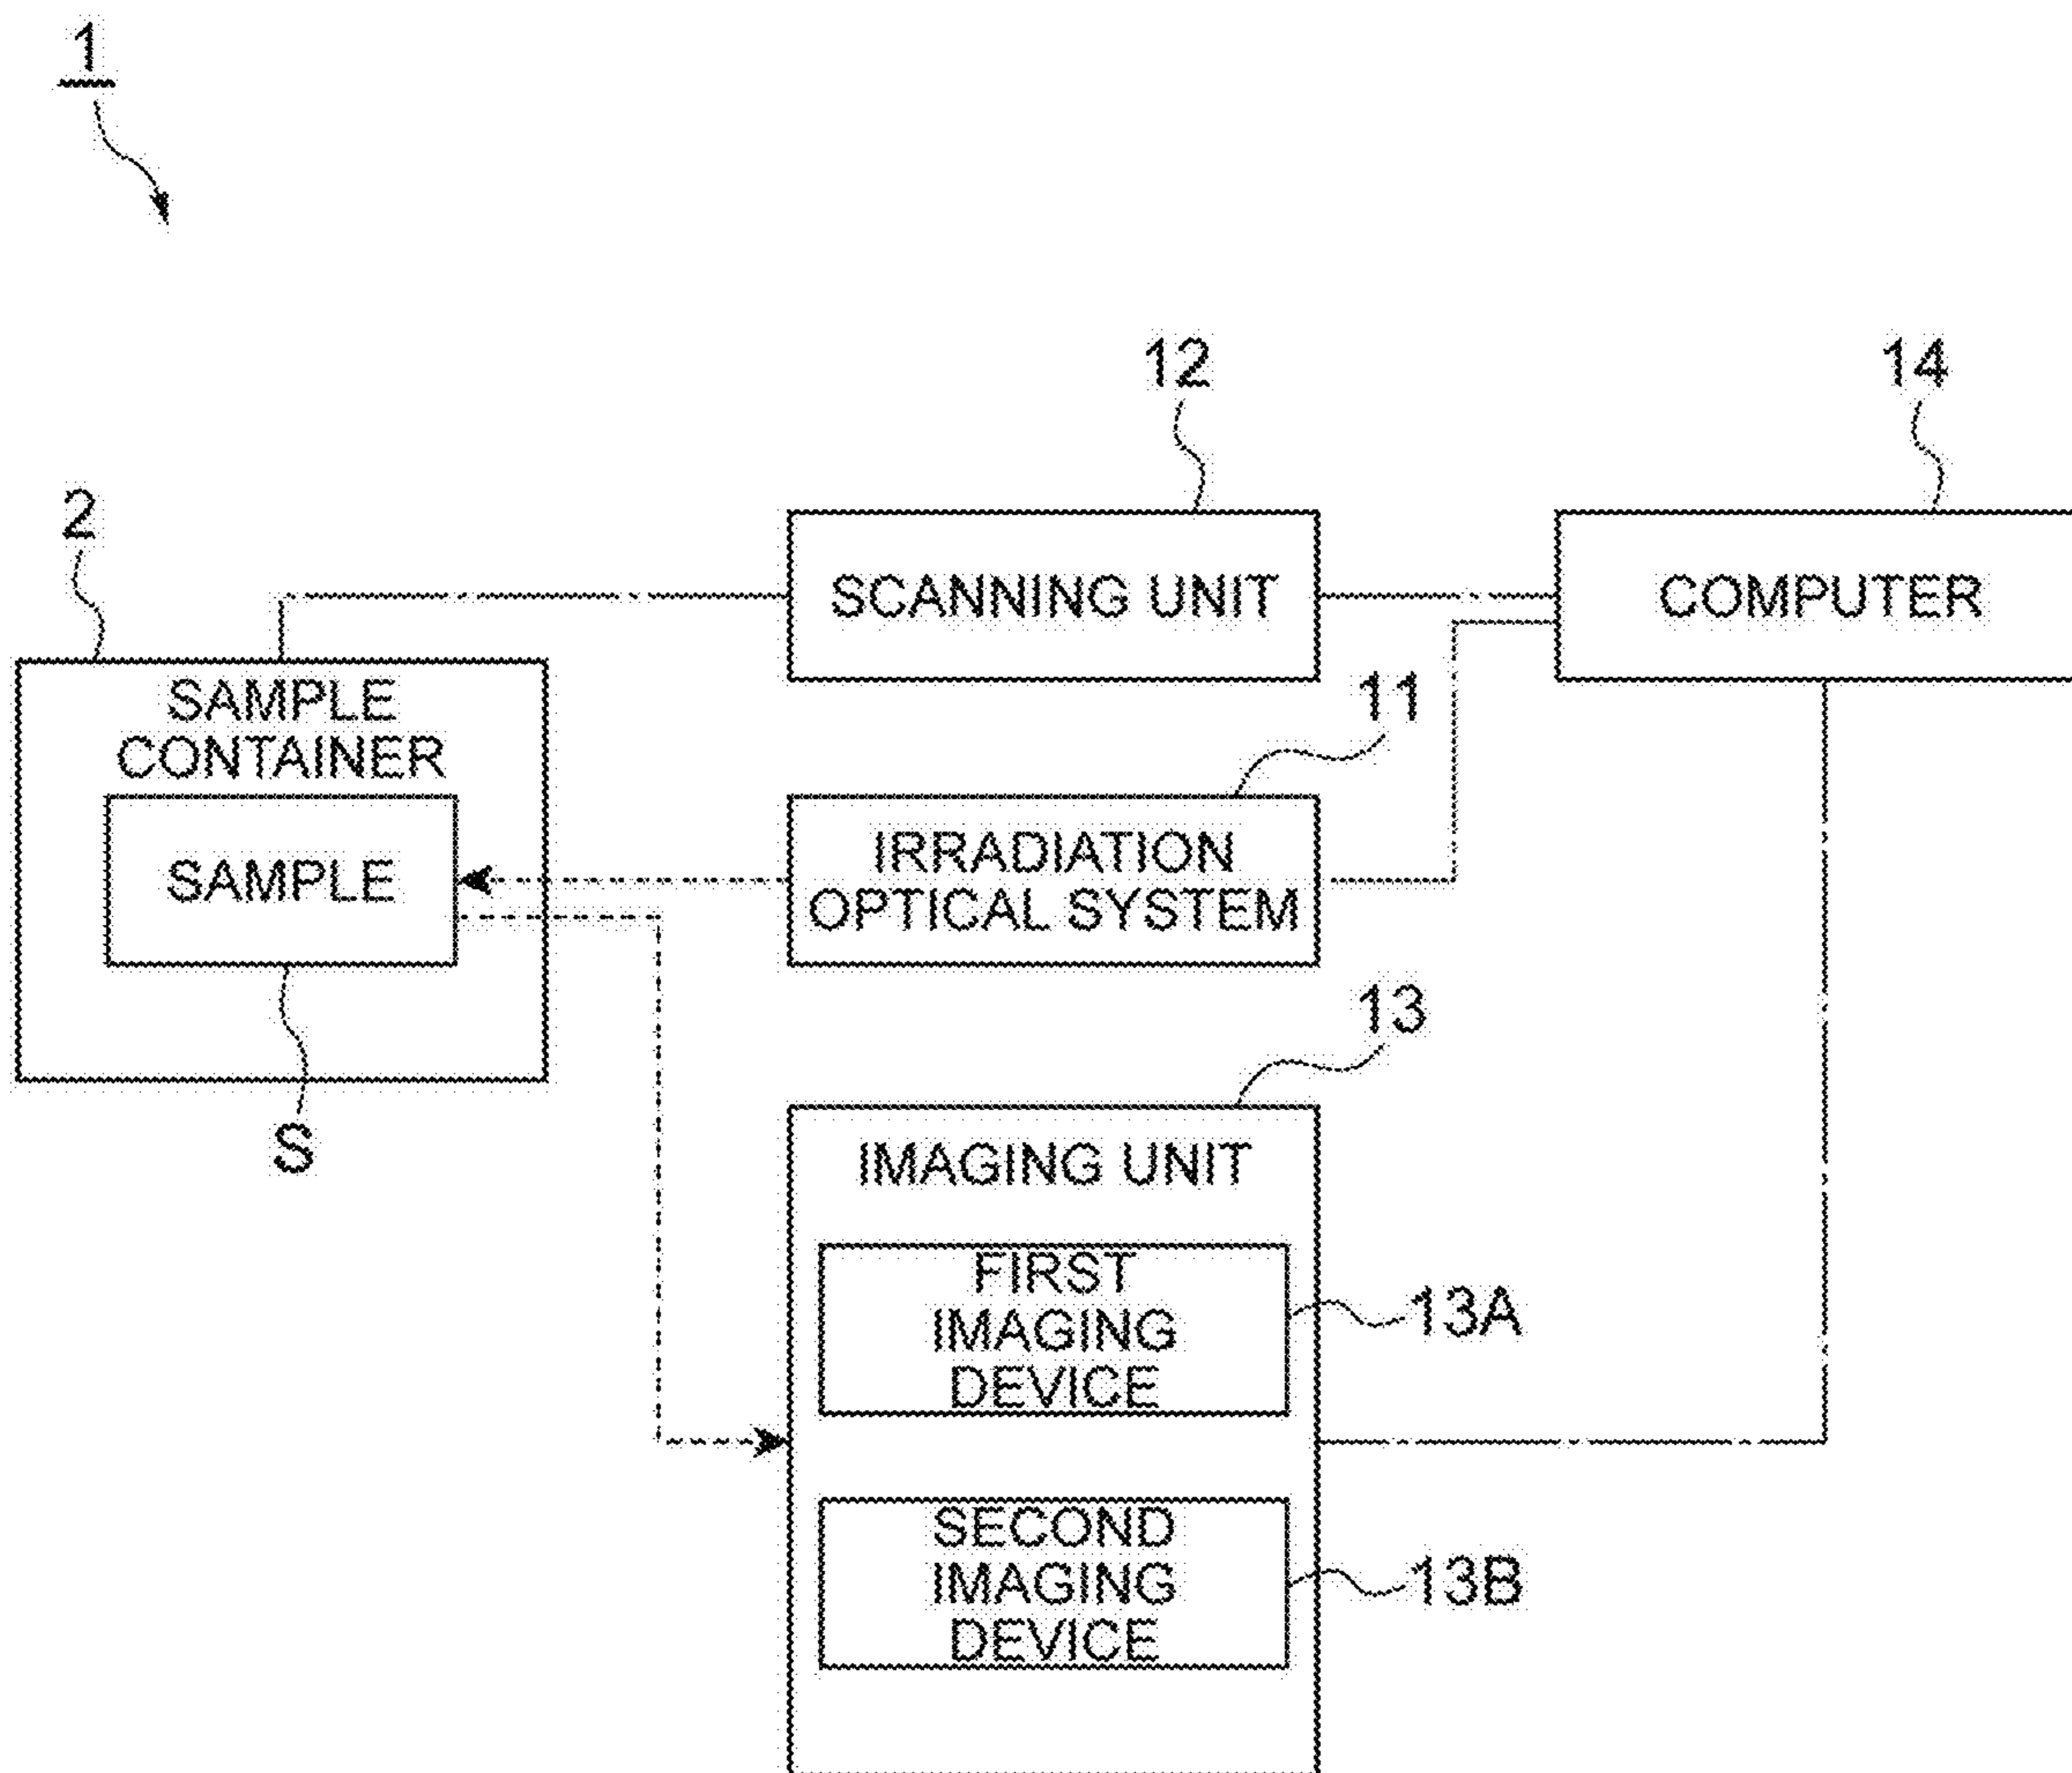 1
12
14
2
SCANNING UNIT
COMPUTER
SAMPLE
CONTAINER
11
SAMPLE
IRRADIATION
OPTICAL SYSTEM
S
13
IMAGING UNIT
FIRST
IMAGING
DEVICE
13A
SECOND
IMAGING
DEVICE
13B